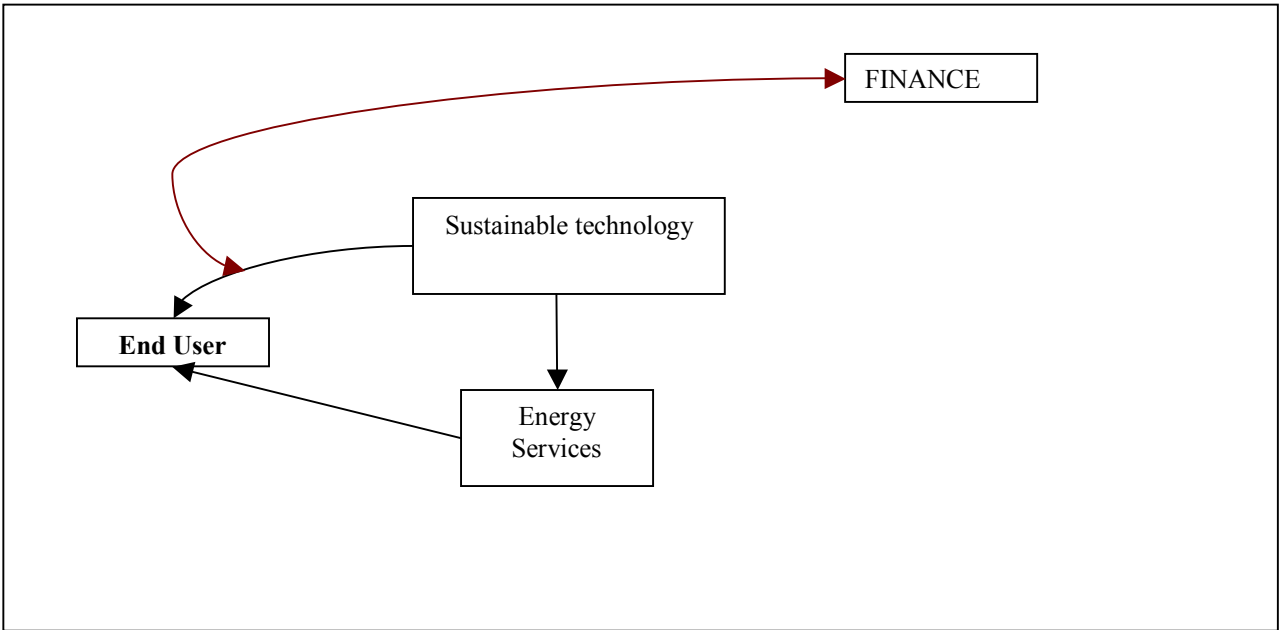 FINANCE
Sustainable technology
End User
Energy
Services